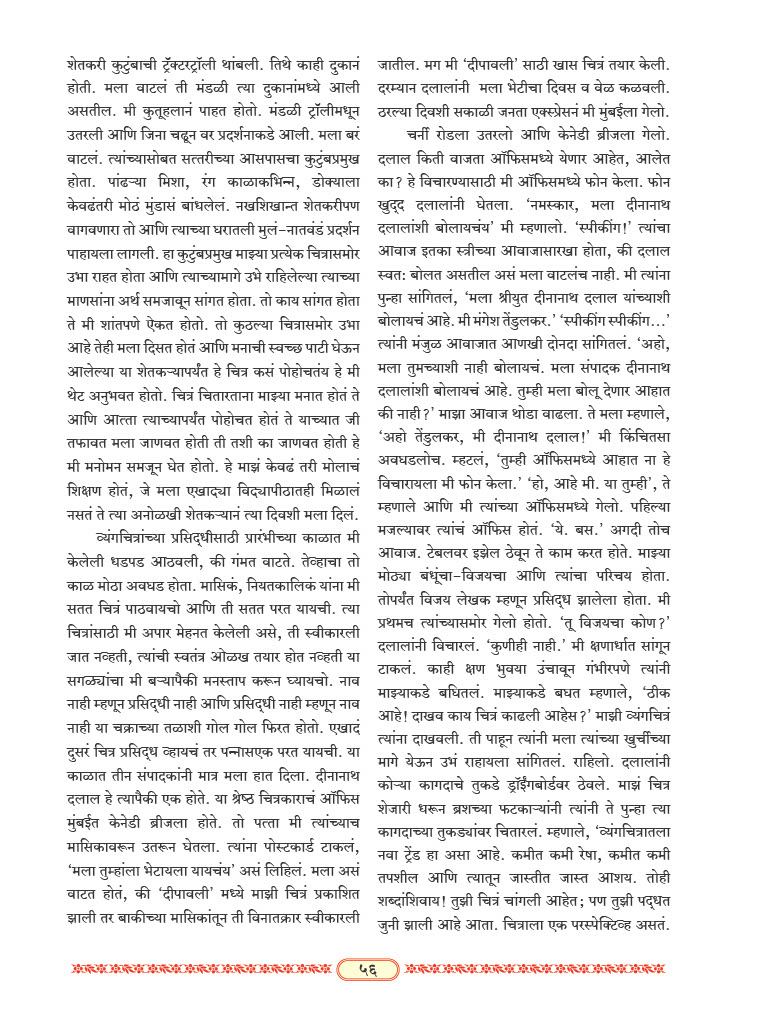 शेतकरी कुटुंबाची ट्रॅक्टरट्रॉली थांबली. तिथे काही दुकानं
होती. मला वाटलं ती मंडळी त्या दुकानांमध्ये आली
असतील. मी कुतूहलानं पाहत होतो. मंडळी ट्रॉलीमधून
उतरली आणि जिना चढून वर प्रदर्शनाकडे आली. मला बरं
वाटलं. त्यांच्यासोबत सत्तरीच्या आसपासचा कुटुंबप्रमुख
होता. पांढऱ्या मिशा, रंग काळाकभिन्न, डोक्याला
केवढंतरी मोठं मुंडासं बांधलेलं. नखशिखान्त शेतकरीपण
वागवणारा तो आणि त्याच्या घरातली मुलं-नातवंडं प्रदर्शन
पाहायला लागली. हा कुटुंबप्रमुख माझ्या प्रत्येक चित्रासमोर
उभा राहत होता आणि त्याच्यामागे उभे राहिलेल्या त्याच्या
माणसांना अर्थ समजावून सांगत होता. तो काय सांगत होता
ते मी शांतपणे ऐकत होतो. तो कुठल्या चित्रासमोर उभा
आहे तेही मला दिसत होतं आणि मनाची स्वच्छ पाटी घेऊन
आलेल्या या शेतकऱ्यापर्यंत हे चित्र कसं पोहोचतंय हे मी
थेट अनुभवत होतो. चित्रं चितारताना माझ्या मनात होतं ते
आणि आत्ता त्याच्यापर्यंत पोहोचत होतं ते याच्यात जी
तफावत मला जाणवत होती ती तशी का जाणवत होती हे
मी मनोमन समजून घेत होतो. हे माझं केवढं तरी मोलाचं
शिक्षण होतं, जे मला एखाद्या विद्यापीठातही मिळालं
नसतं ते त्या अनोळखी शेतकऱ्यानं त्या दिवशी मला दिलं.
व्यंगचित्रांच्या प्रसिद्धीसाठी प्रारंभीच्या काळात मी
केलेली धडपड आठवली, की गंमत वाटते. तेव्हाचा तो
काळ मोठा अवघड होता. मासिकं, नियतकालिकं यांना मी
सतत चित्रं पाठवायचो आणि ती सतत परत यायची. त्या
चित्रांसाठी मी अपार मेहनत केलेली असे, ती स्वीकारली
जात नव्हती, त्यांची स्वतंत्र ओळख तयार होत नव्हती या
सगळ्यांचा मी बऱ्यापैकी मनस्ताप करून घ्यायचो. नाव
नाही म्हणून प्रसिद्धी नाही आणि प्रसिद्धी नाही म्हणून नाव
नाही या चक्राच्या तळाशी गोल गोल फिरत होतो. एखादं
दुसरं चित्र प्रसिद्ध व्हायचं तर पन्नासएक परत यायची. या
काळात तीन संपादकांनी मात्र मला हात दिला. दीनानाथ
दलाल हे त्यापैकी एक होते. या श्रेष्ठ चित्रकाराचं ऑफिस
मुंबईत केनेडी ब्रीजला होते. तो पत्ता मी त्यांच्याच
मासिकावरून उतरून घेतला. त्यांना पोस्टकार्ड टाकलं,
‘मला तुम्हांला भेटायला यायचंय’ असं लिहिलं. मला असं
वाटत होतं, की ‘दीपावली’ मध्ये माझी चित्रं प्रकाशित
झाली तर बाकीच्या मासिकांतून ती विनातक्रार स्वीकारली
जातील. मग मी ‘दीपावली’ साठी खास चित्रं तयार केली.
दरम्यान दलालांनी मला भेटीचा दिवस व वेळ कळवली.
ठरल्या दिवशी सकाळी जनता एक्स्प्रेसनं मी मुंबईला गेलो.
चर्नी रोडला उतरलो आणि केनेडी ब्रीजला गेलो.
दलाल किती वाजता ऑफिसमध्ये येणार आहेत, आलेत
का? हे विचारण्यासाठी मी ऑफिसमध्ये फोन केला. फोन
खुद्द दलालांनी घेतला. ‘नमस्कार, मला दीनानाथ
दलालांशी बोलायचंय’ मी म्हणालो. ‘स्पीकींग!’ त्यांचा
आवाज इतका स्त्रीच्या आवाजासारखा होता, की दलाल
स्वत: बोलत असतील असं मला वाटलंच नाही. मी त्यांना
पुन्हा सांगितलं, ‘मला श्रीयुत दीनानाथ दलाल यांच्याशी
बोलायचं आहे. मी मंगेश तेंडुलकर.’ ‘स्पीकींग स्पीकींग...’
त्यांनी मंजुळ आवाजात आणखी दोनदा सांगितलं. ‘अहो,
मला तुमच्याशी नाही बोलायचं. मला संपादक दीनानाथ
दलालांशी बोलायचं आहे. तुम्ही मला बोलू देणार आहात
की नाही?’ माझा आवाज थोडा वाढला. ते मला म्हणाले,
‘अहो तेंडुलकर, मी दीनानाथ दलाल!’ मी किंचितसा
अवघडलोच. म्हटलं, ‘तुम्ही ऑफिसमध्ये आहात ना हे
विचारायला मी फोन केला.’ ‘हो, आहे मी. या तुम्ही’, ते
म्हणाले आणि मी त्यांच्या ऑफिसमध्ये गेलो. पहिल्या
मजल्यावर त्यांचं ऑफिस होतं. ‘ये. बस.’ अगदी तोच
आवाज. टेबलवर इझेल ठेवून ते काम करत होते. माझ्या
मोठ्या बंधूंचा-विजयचा आणि त्यांचा परिचय होता.
तोपर्यंत विजय लेखक म्हणून प्रसिद्ध झालेला होता. मी
प्रथमच त्यांच्यासमोर गेलो होतो. ‘तू विजयचा कोण?’
दलालांनी विचारलं. ‘कुणीही नाही.’ मी क्षणार्धात सांगून
टाकलं. काही क्षण भुवया उंचावून गंभीरपणे त्यांनी
माझ्याकडे बघितलं. माझ्याकडे बघत म्हणाले, ‘ठीक
आहे! दाखव काय चित्रं काढली आहेस?’ माझी व्यंगचित्रं
त्यांना दाखवली. ती पाहून त्यांनी मला त्यांच्या खुर्चीच्या
मागे येऊन उभं राहायला सांगितलं. राहिलो. दलालांनी
कोऱ्या कागदाचे तुकडे ड्रॉईंगबोर्डवर ठेवले. माझं चित्र
शेजारी धरून ब्रशच्या फटकाऱ्यांनी त्यांनी ते पुन्हा त्या
कागदाच्या तुकड्यांवर चितारलं. म्हणाले, ‘व्यंगचित्रातला
नवा ट्रेंड हा असा आहे. कमीत कमी रेषा, कमीत कमी
तपशील आणि त्यातून जास्तीत जास्त आशय. तोही
शब्दांशिवाय! तुझी चित्रं चांगली आहेत; पण तुझी पद्धत
जुनी झाली आहे आता. चित्राला एक परस्पेक्टिव्ह असतं.
५६